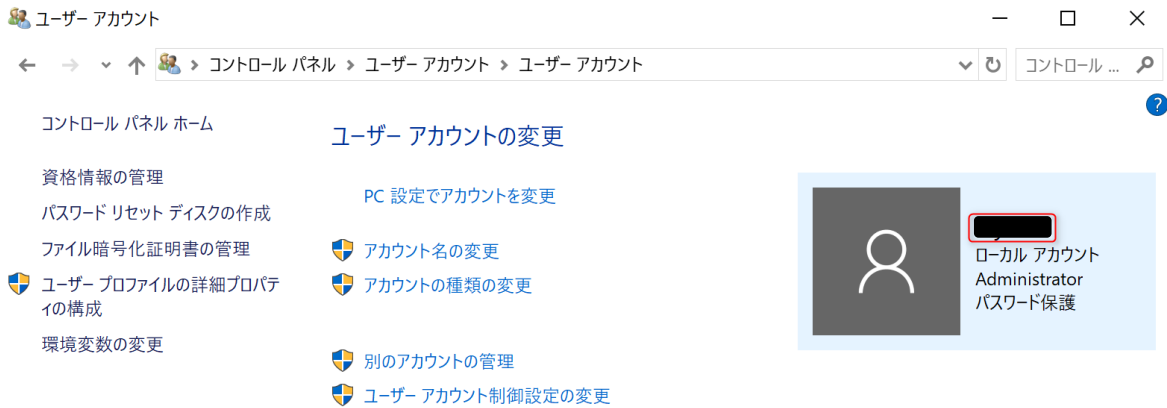 ユーザー アカウント
コントロール パネル > ユーザー アカウント > ユーザー アカウント
コントロール ...
?
コントロール パネル ホーム
資格情報の管理
パスワード リセット ディスクの作成
ファイル暗号化証明書の管理
ユーザー プロファイルの詳細プロパテ
ィの構成
環境変数の変更
ユーザー アカウントの変更
PC 設定でアカウントを変更
アカウント名の変更
アカウントの種類の変更
別のアカウントの管理
ユーザー アカウント制御設定の変更
ローカル アカウント
Administrator
パスワード保護